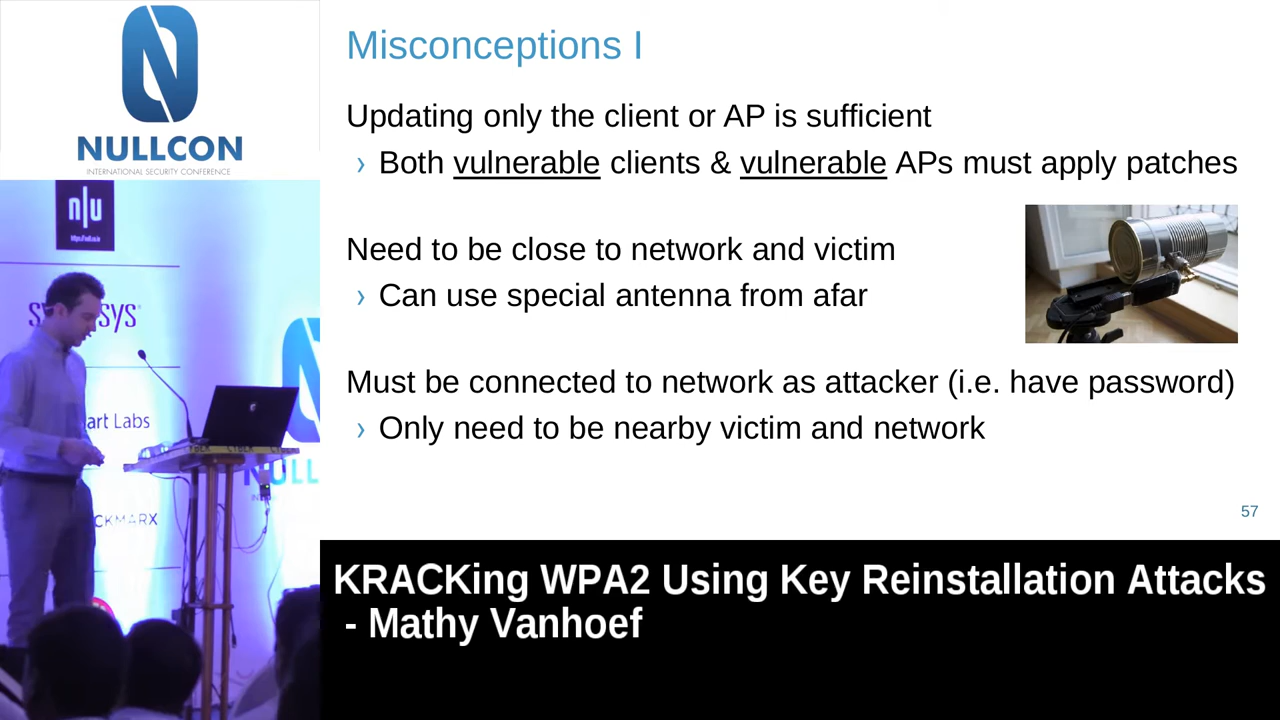 NULLCON
INTERNATIONAL SECURITY CONFERENCE
n|u
Misconceptions I
Updating only the client or AP is sufficient
› Both vulnerable clients & vulnerable APs must apply patches
Need to be close to network and victim
› Can use special antenna from afar
Must be connected to network as attacker (i.e. have password)
› Only need to be nearby victim and network
57
art Labs
CKMARX
KRACKing WPA2 Using Key Reinstallation Attacks
- Mathy Vanhoef